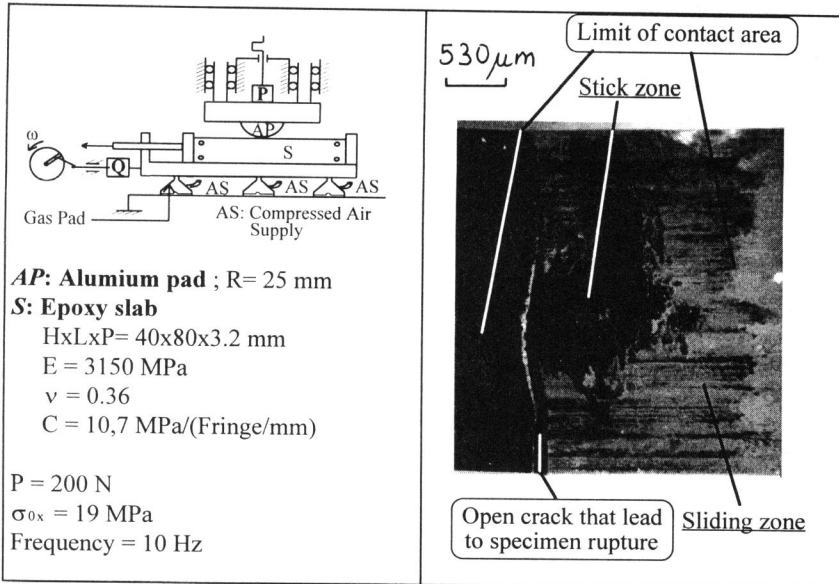 P
AP
S
ω
Q
AS
AS
AS
Gas Pad
AS: Compressed Air
Supply
AP: Alumium pad ; R= 25 mm
S: Epoxy slab
HxLxP= 40x80x3.2 mm
E = 3150 MPa
ν = 0.36
C = 10,7 MPa/(Fringe/mm)
P = 200 N
σ0x = 19 MPa
Frequency = 10 Hz
Limit of contact area
530μm
Stick zone
Open crack that lead
to specimen rupture
Sliding zone